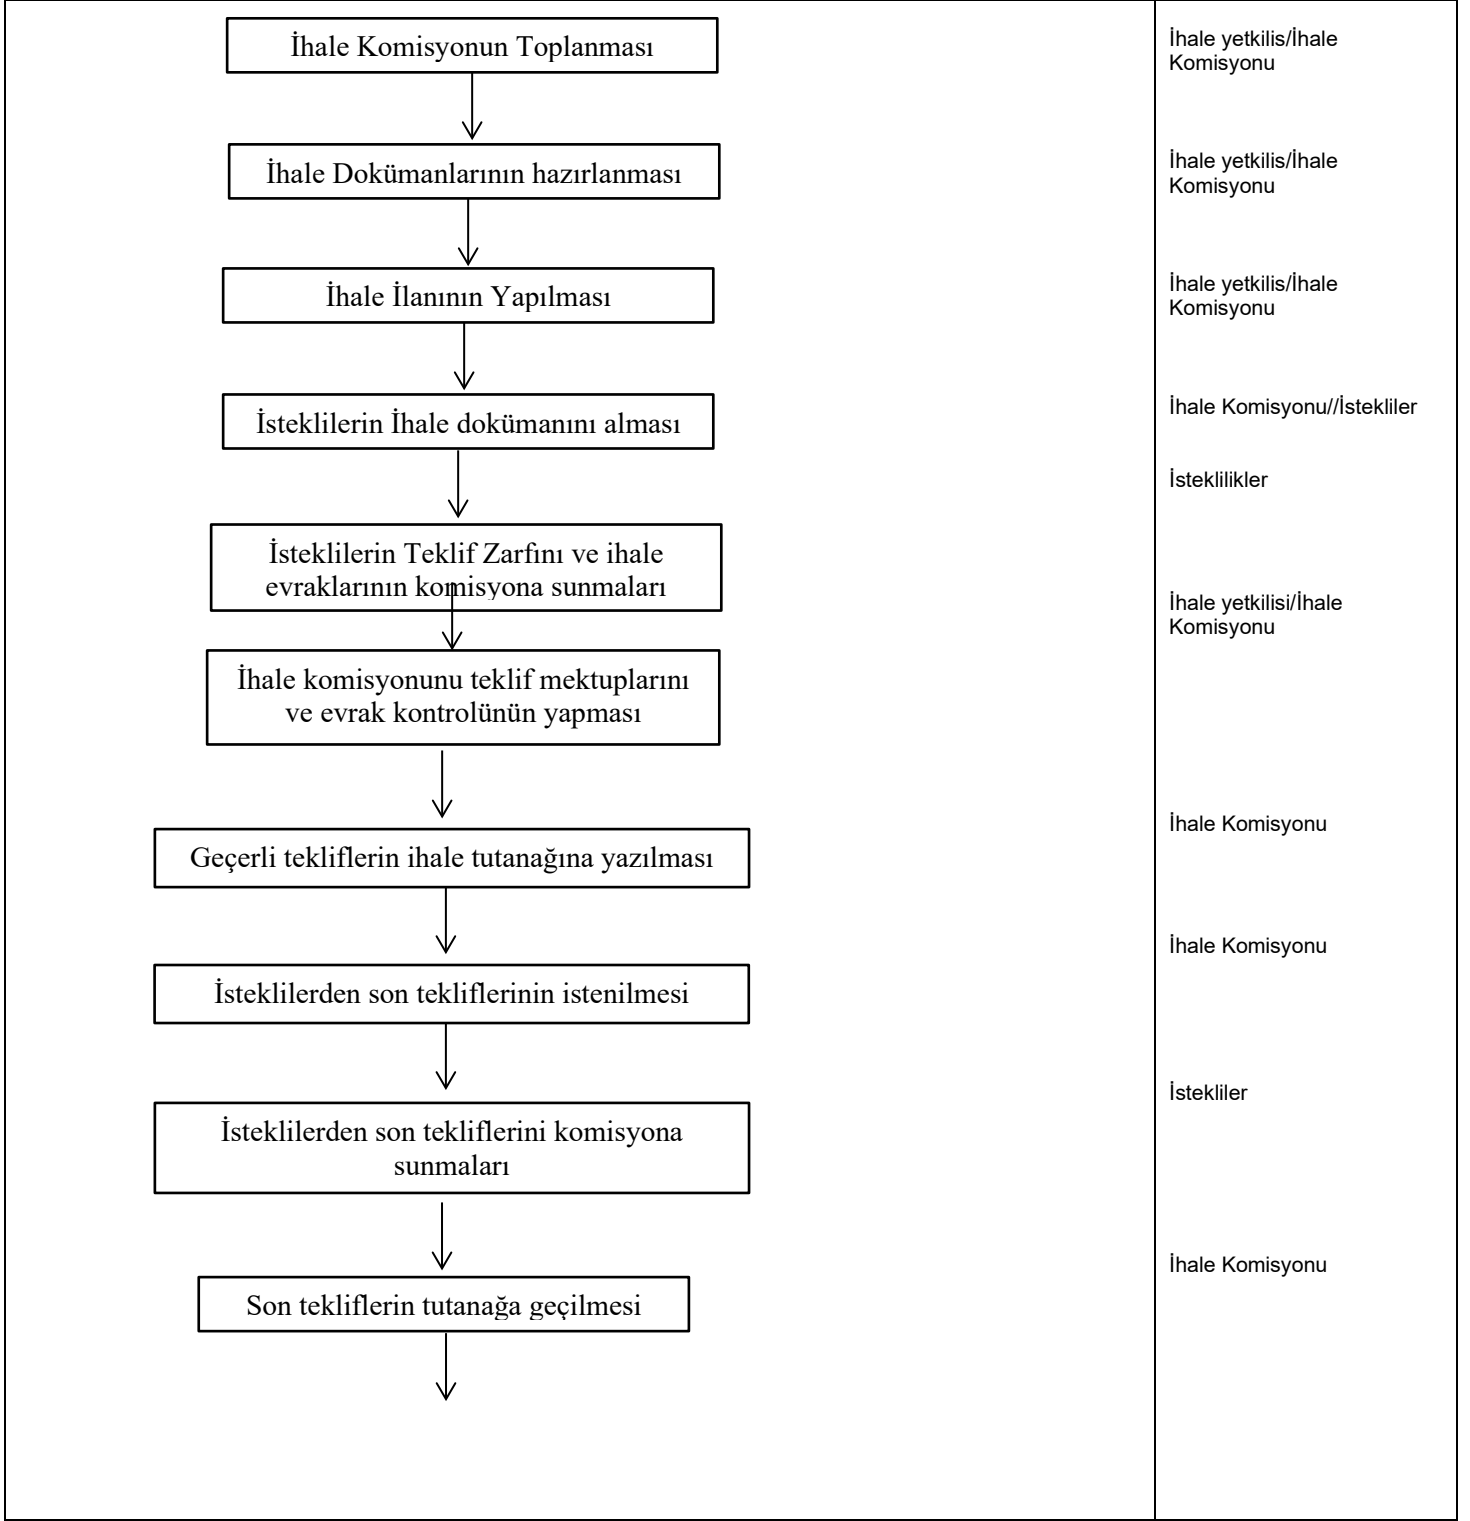 İhale Komisyonun Toplanması
İhale yetkilis/İhale
Komisyonu
İhale Dokümanlarının hazırlanması
İhale yetkilis/İhale
Komisyonu
İhale İlanının Yapılması
İhale yetkilis/İhale
Komisyonu
İsteklilerin İhale dokümanını alması
İhale Komisyonu//İstekliler
İsteklilikler
İsteklilerin Teklif Zarfını ve ihale
evraklarının komisyona sunmaları
İhale yetkilisi/İhale
Komisyonu
İhale komisyonunu teklif mektuplarını
ve evrak kontrolünün yapması
İhale Komisyonu
Geçerli tekliflerin ihale tutanağına yazılması
İhale Komisyonu
İsteklilerden son tekliflerinin istenilmesi
İstekliler
İsteklilerden son tekliflerini komisyona
sunmaları
İhale Komisyonu
Son tekliflerin tutanağa geçilmesi